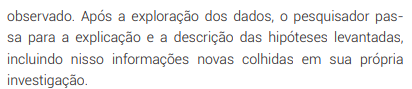 observado. Após a exploração dos dados, o pesquisador pas-
sa para a explicação e a descrição das hipóteses levantadas,
incluindo nisso informações novas colhidas em sua própria
investigação.